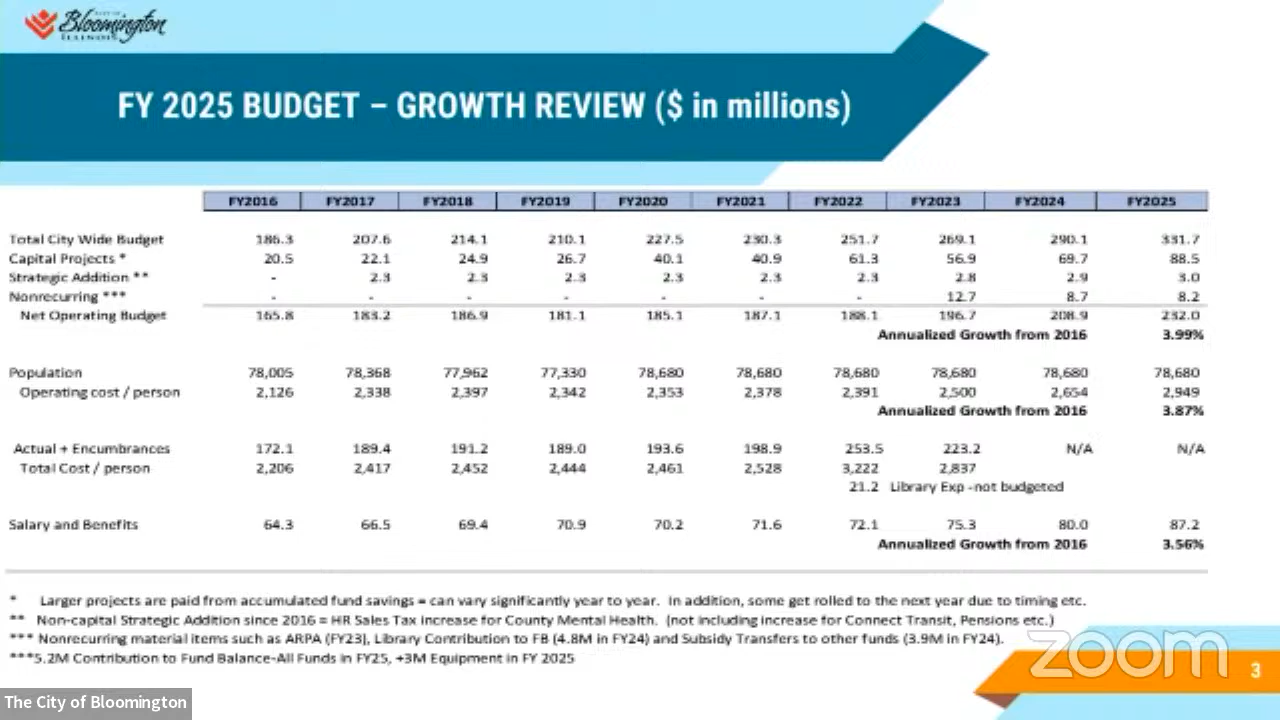 Bloomington
ILLINOIS
FY 2025 BUDGET – GROWTH REVIEW ($ in millions)
FY2016 FY2017 FY2018 FY2019 FY2020 FY2021 FY2022 FY2023 FY2024 FY2025
Total City Wide Budget 186.3 207.6 214.1 210.1 227.5 230.3 251.7 269.1 290.1 331.7
Capital Projects * 20.5 22.1 24.9 26.7 40.1 40.9 61.3 56.9 69.7 88.5
Strategic Addition ** - 2.3 2.3 2.3 2.3 2.3 2.3 2.8 2.9 3.0
Nonrecurring *** - - - - - - - 12.7 8.7 8.2
Net Operating Budget 165.8 183.2 186.9 181.1 185.1 187.1 188.1 196.7 208.9 232.0
Annualized Growth from 2016 3.99%
Population 78,005 78,368 77,962 77,330 78,680 78,680 78,680 78,680 78,680 78,680
Operating cost / person 2,126 2,338 2,397 2,342 2,353 2,378 2,391 2,500 2,654 2,949
Annualized Growth from 2016 3.87%
Actual + Encumbrances 172.1 189.4 191.2 189.0 193.6 198.9 253.5 223.2 N/A N/A
Total Cost / person 2,206 2,417 2,452 2,444 2,461 2,528 3,222 2,837
21.2 Library Exp -not budgeted
Salary and Benefits 64.3 66.5 69.4 70.9 70.2 71.6 72.1 75.3 80.0 87.2
Annualized Growth from 2016 3.56%
* Larger projects are paid from accumulated fund savings = can vary significantly year to year. In addition, some get rolled to the next year due to timing etc.
** Non-capital Strategic Addition since 2016 = HR Sales Tax increase for County Mental Health. (not including increase for Connect Transit, Pensions etc.)
*** Nonrecurring material items such as ARPA (FY23), Library Contribution to FB (4.8M in FY24) and Subsidy Transfers to other funds (3.9M in FY24).
***5.2M Contribution to Fund Balance-All Funds in FY25, +3M Equipment in FY 2025
zoom
3
The City of Bloomington